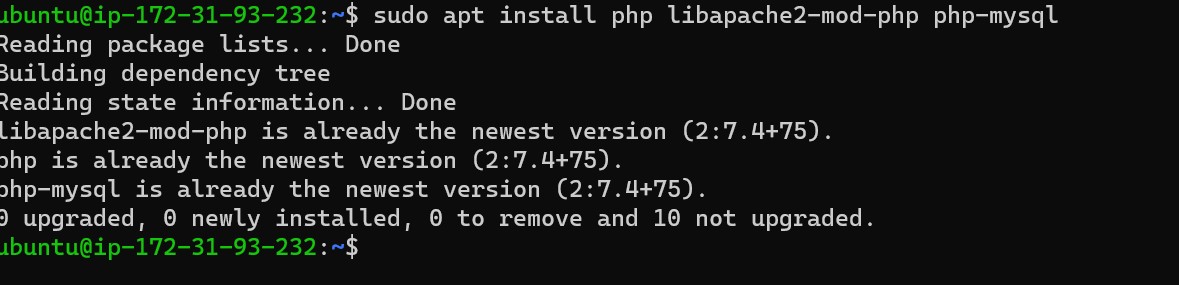 ubuntu@ip-172-31-93-232:~$ sudo apt install php libapache2-mod-php php-mysql
Reading package lists... Done
Building dependency tree
Reading state information... Done
libapache2-mod-php is already the newest version (2:7.4+75).
php is already the newest version (2:7.4+75).
php-mysql is already the newest version (2:7.4+75).
0 upgraded, 0 newly installed, 0 to remove and 10 not upgraded.
ubuntu@ip-172-31-93-232:~$